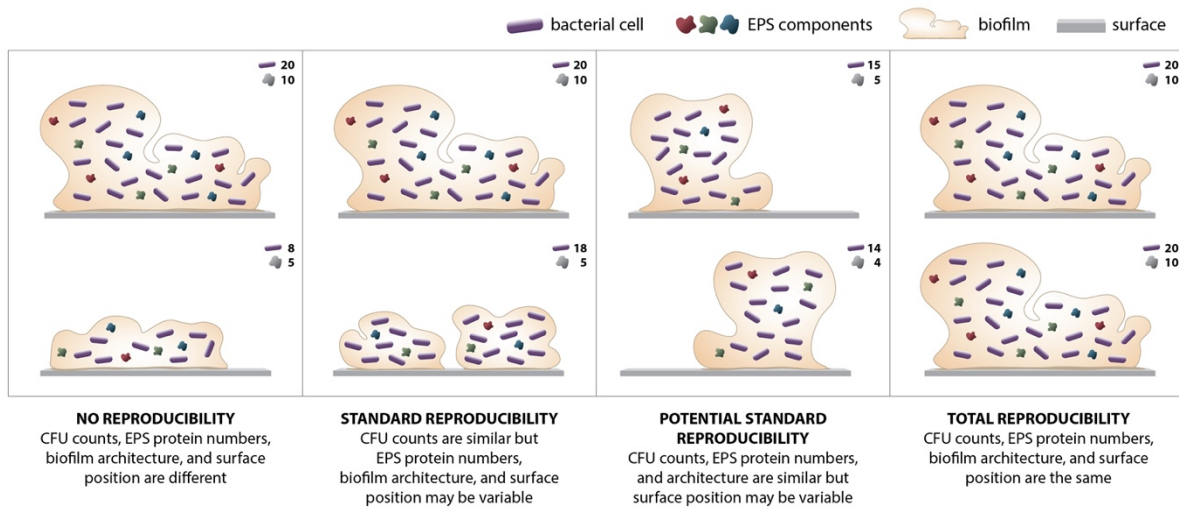 bacterial cell
EPS components
biofilm
surface
20
10
8
5
20
10
18
5
15
5
14
4
20
10
20
10
NO REPRODUCIBILITY
CFU counts, EPS protein numbers,
biofilm architecture, and surface
position are different
STANDARD REPRODUCIBILITY
CFU counts are similar but
EPS protein numbers,
biofilm architecture, and surface
position may be variable
POTENTIAL STANDARD
REPRODUCIBILITY
CFU counts, EPS protein numbers,
and architecture are similar but
surface position may be variable
TOTAL REPRODUCIBILITY
CFU counts, EPS protein numbers,
biofilm architecture, and surface
position are the same